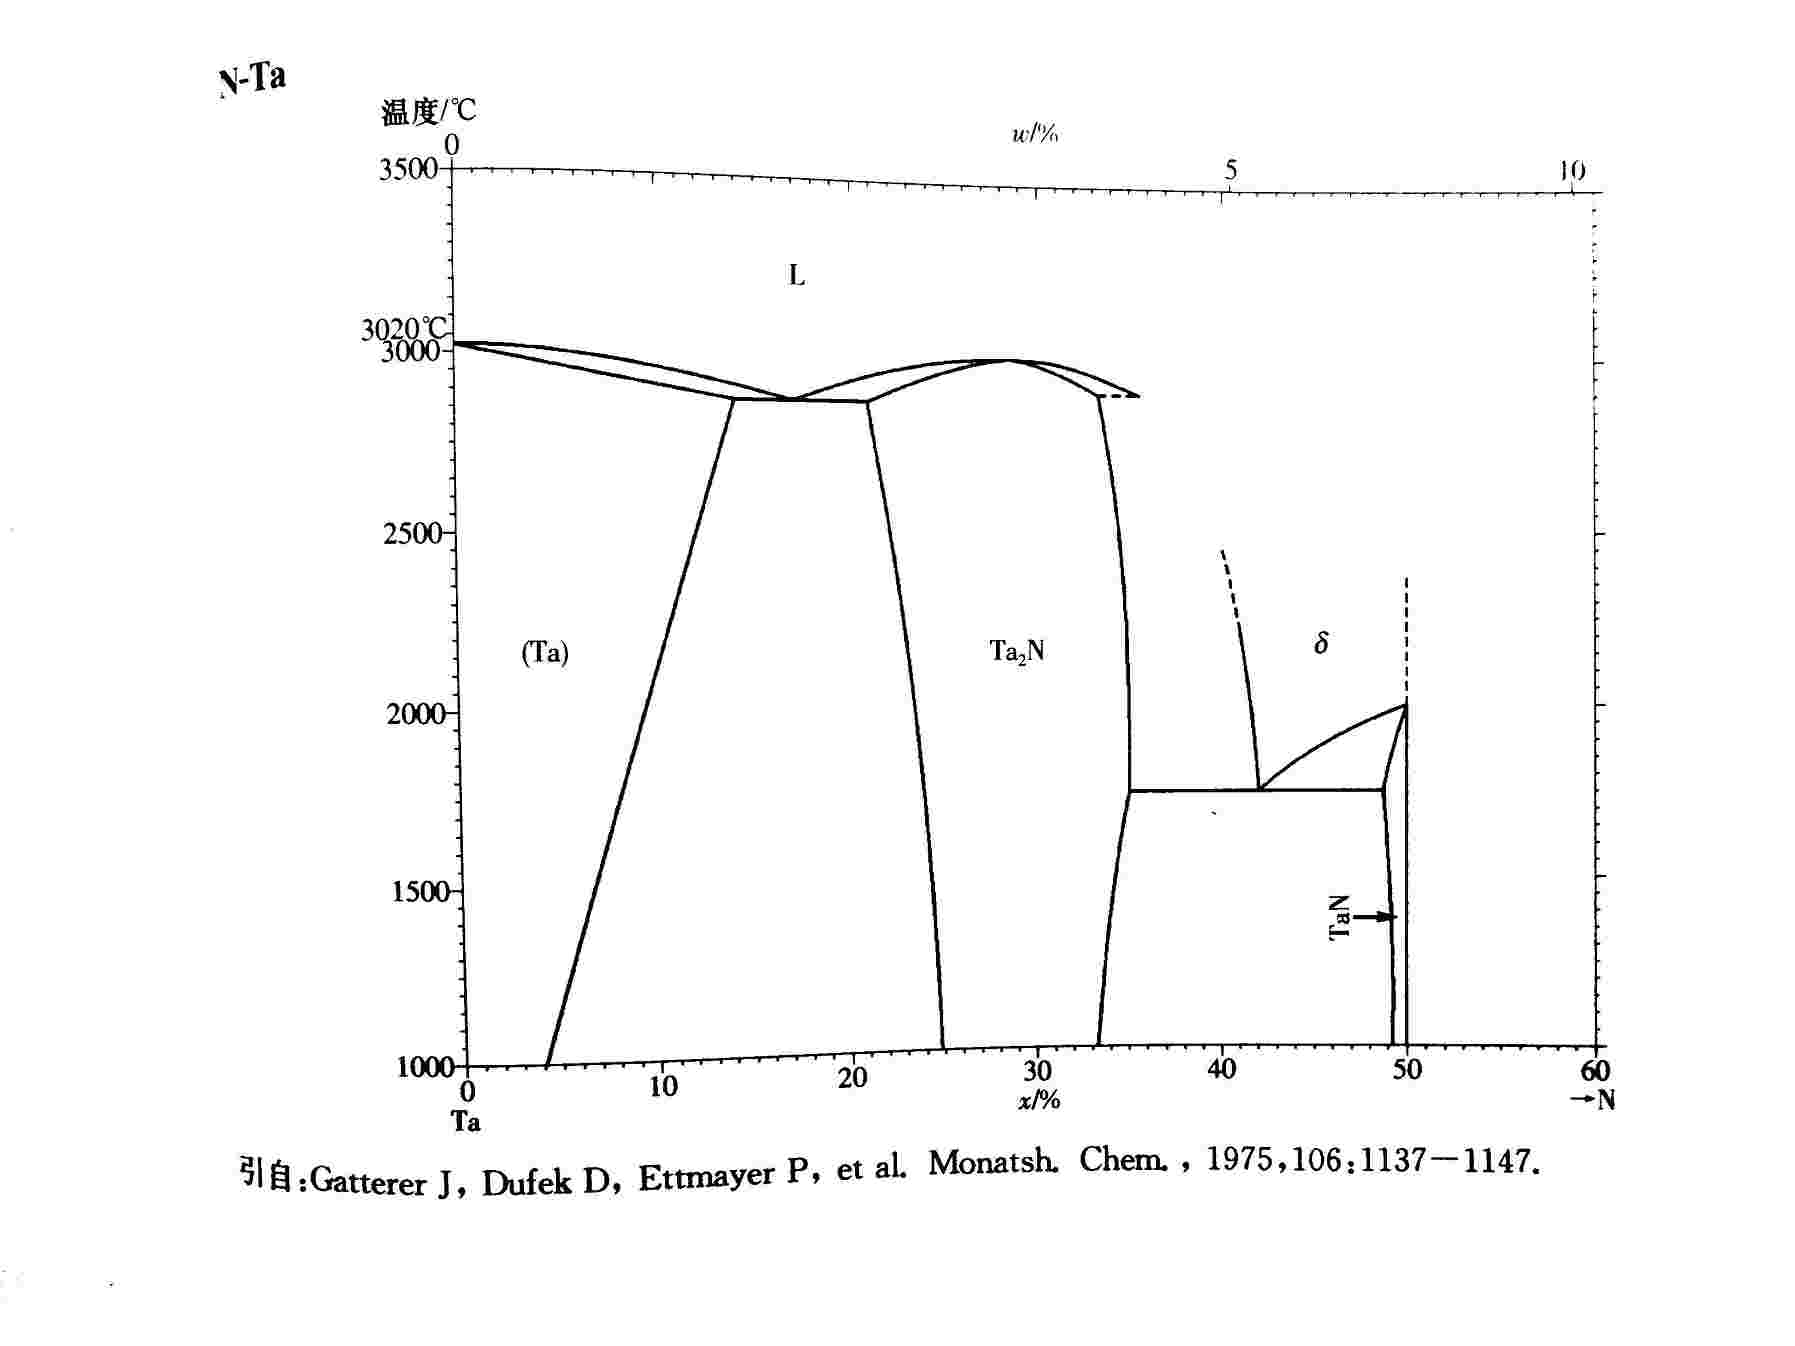 N-Ta
温度/℃
w/%
0 5 10
3500
L
3020℃
3000
2500
(Ta) Ta₂N δ
2000
1500
TaN
1000
0 10 20 30 40 50 60
Ta x/% →N
引自:Gatterer J, Dufek D, Ettmayer P, et al. Monatsh. Chem. , 1975,106:1137—1147.